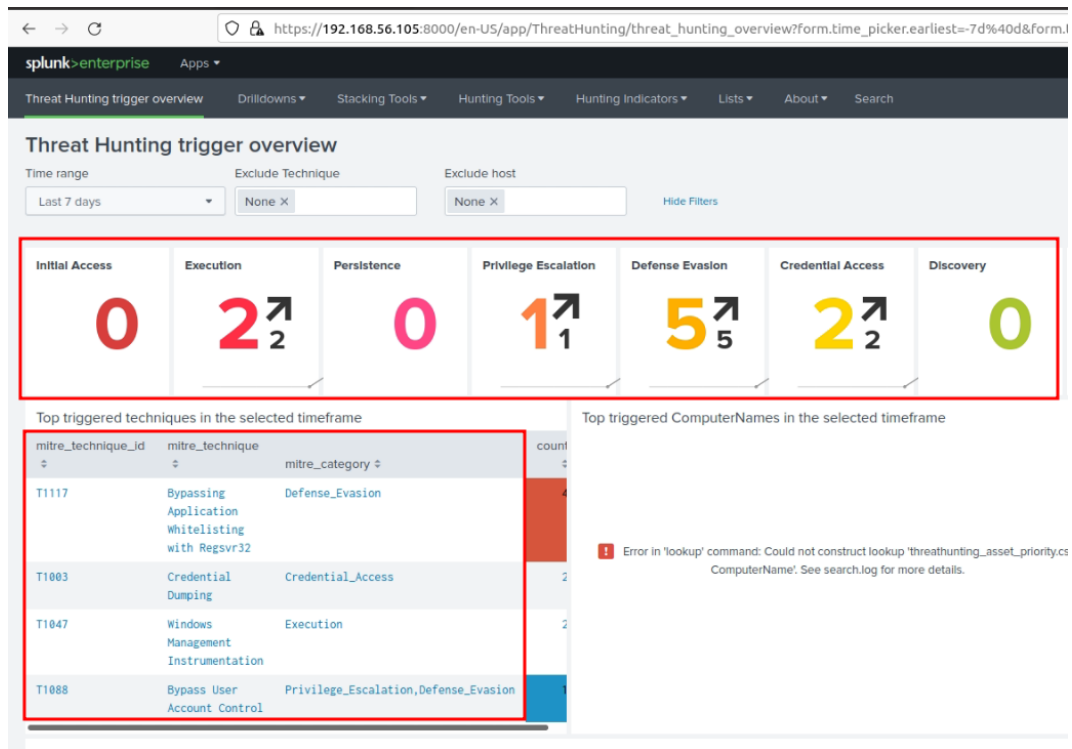 https://192.168.56.105:8000/en-US/app/ThreatHunting/threat_hunting_overview?form.time_picker.earliest=-7d%40d&form.
splunk>enterprise Apps
Threat Hunting trigger overview Drilldowns Stacking Tools Hunting Tools Hunting Indicators Lists About Search
Threat Hunting trigger overview
Time range Exclude Technique Exclude host
Last 7 days None × None × Hide Filters
Initial Access Execution Persistence Privilege Escalation Defense Evasion Credential Access Discovery
0 2 2 0 1 1 5 5 2 2 0
Top triggered techniques in the selected timeframe
mitre_technique_id mitre_technique mitre_category count
T1117 Bypassing Defense_Evasion 4
Application
Whitelisting
with Regsvr32
T1003 Credential Credential_Access 2
Dumping
T1047 Windows Execution 2
Management
Instrumentation
T1088 Bypass User Privilege_Escalation,Defense_Evasion 1
Account Control
Top triggered ComputerNames in the selected timeframe
! Error in 'lookup' command: Could not construct lookup 'threathunting_asset_priority.cs
ComputerName'. See search.log for more details.